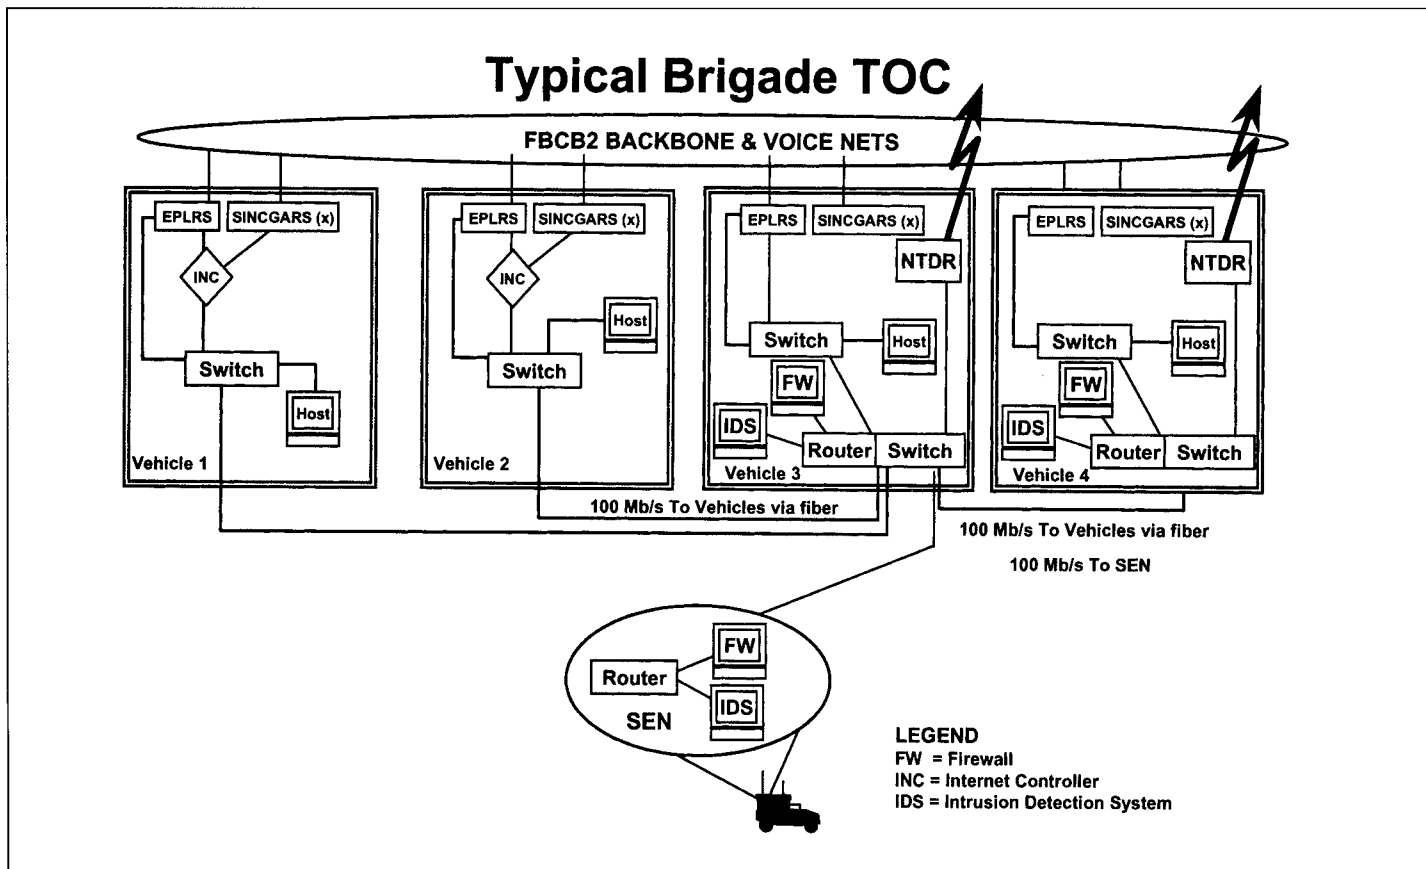 Typical Brigade TOC
FBCB2 BACKBONE & VOICE NETS
EPLRS
SINCGARS (x)
INC
Switch
Host
Vehicle 1
EPLRS
SINCGARS (x)
INC
Host
Switch
Vehicle 2
EPLRS
SINCGARS (x)
NTDR
Switch
Host
FW
IDS
Router
Switch
Vehicle 3
EPLRS
SINCGARS (x)
NTDR
Switch
Host
FW
IDS
Router
Switch
Vehicle 4
100 Mb/s To Vehicles via fiber
100 Mb/s To Vehicles via fiber
100 Mb/s To SEN
FW
Router
IDS
SEN
LEGEND
FW = Firewall
INC = Internet Controller
IDS = Intrusion Detection System